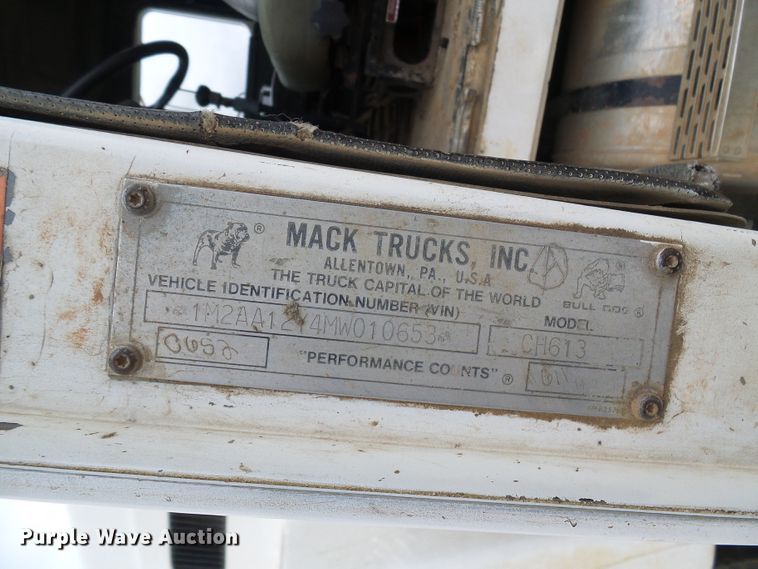 MACK TRUCKS, INC.
ALLENTOWN, PA., U.S.A
THE TRUCK CAPITAL OF THE WORLD
BULL DOG ®
VEHICLE IDENTIFICATION NUMBER (VIN)
MODEL
CH613
0652
"PERFORMANCE COUNTS" ®
Purple Wave Auction